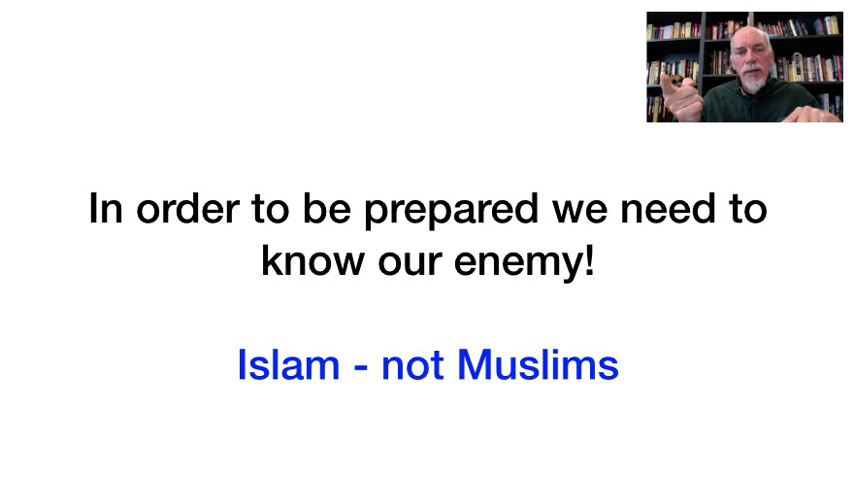 In order to be prepared we need to
know our enemy!
Islam - not Muslims